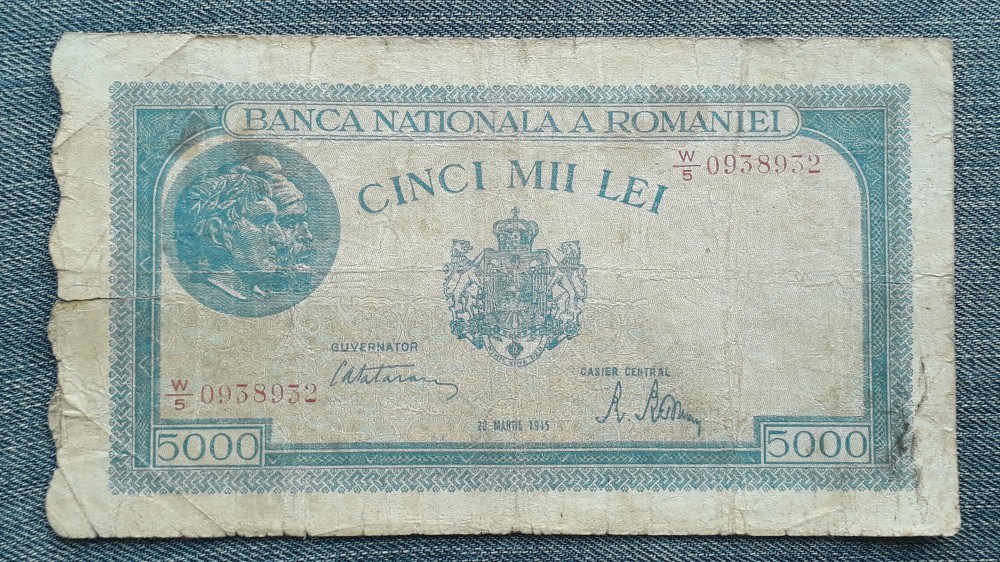 BANCA NATIONALA A ROMANIEI
W/5 0938932
CINCI MII LEI
GUVERNATOR
CASIER CENTRAL
W/5 0938932
20 MARTIE 1945
5000
5000